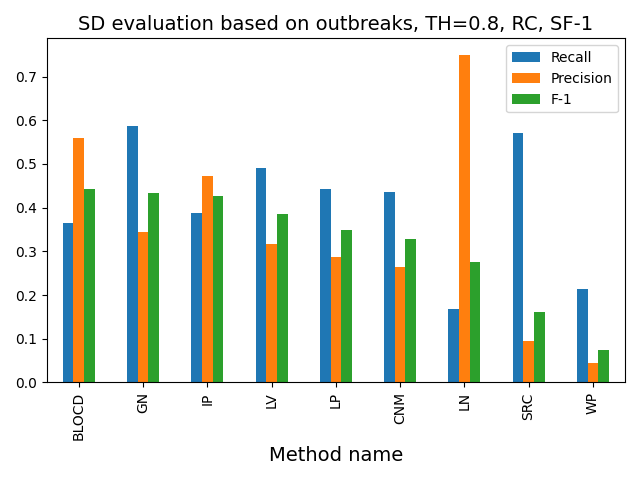 SD evaluation based on outbreaks, TH=0.8, RC, SF-1
Recall
Precision
F-1
0.7
0.6
0.5
0.4
0.3
0.2
0.1
0.0
BLOCD
GN
IP
LV
LP
CNM
LN
SRC
WP
Method name